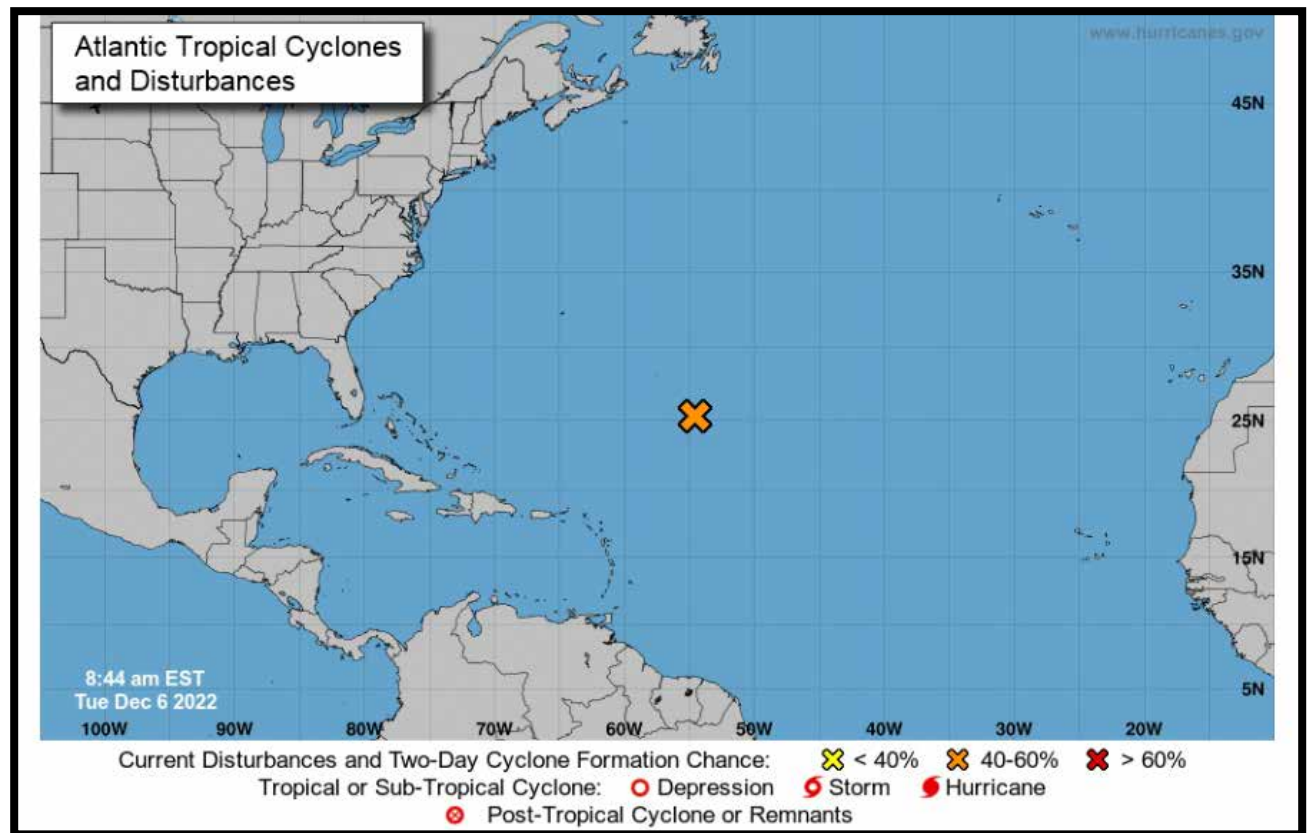 Atlantic Tropical Cyclones
and Disturbances
www.hurricanes.gov
45N
35N
25N
15N
5N
8:44 am EST
Tue Dec 6 2022
100W 90W 80W 70W 60W 50W 40W 30W 20W
Current Disturbances and Two-Day Cyclone Formation Chance: < 40% 40-60% > 60%
Tropical or Sub-Tropical Cyclone: Depression Storm Hurricane
Post-Tropical Cyclone or Remnants